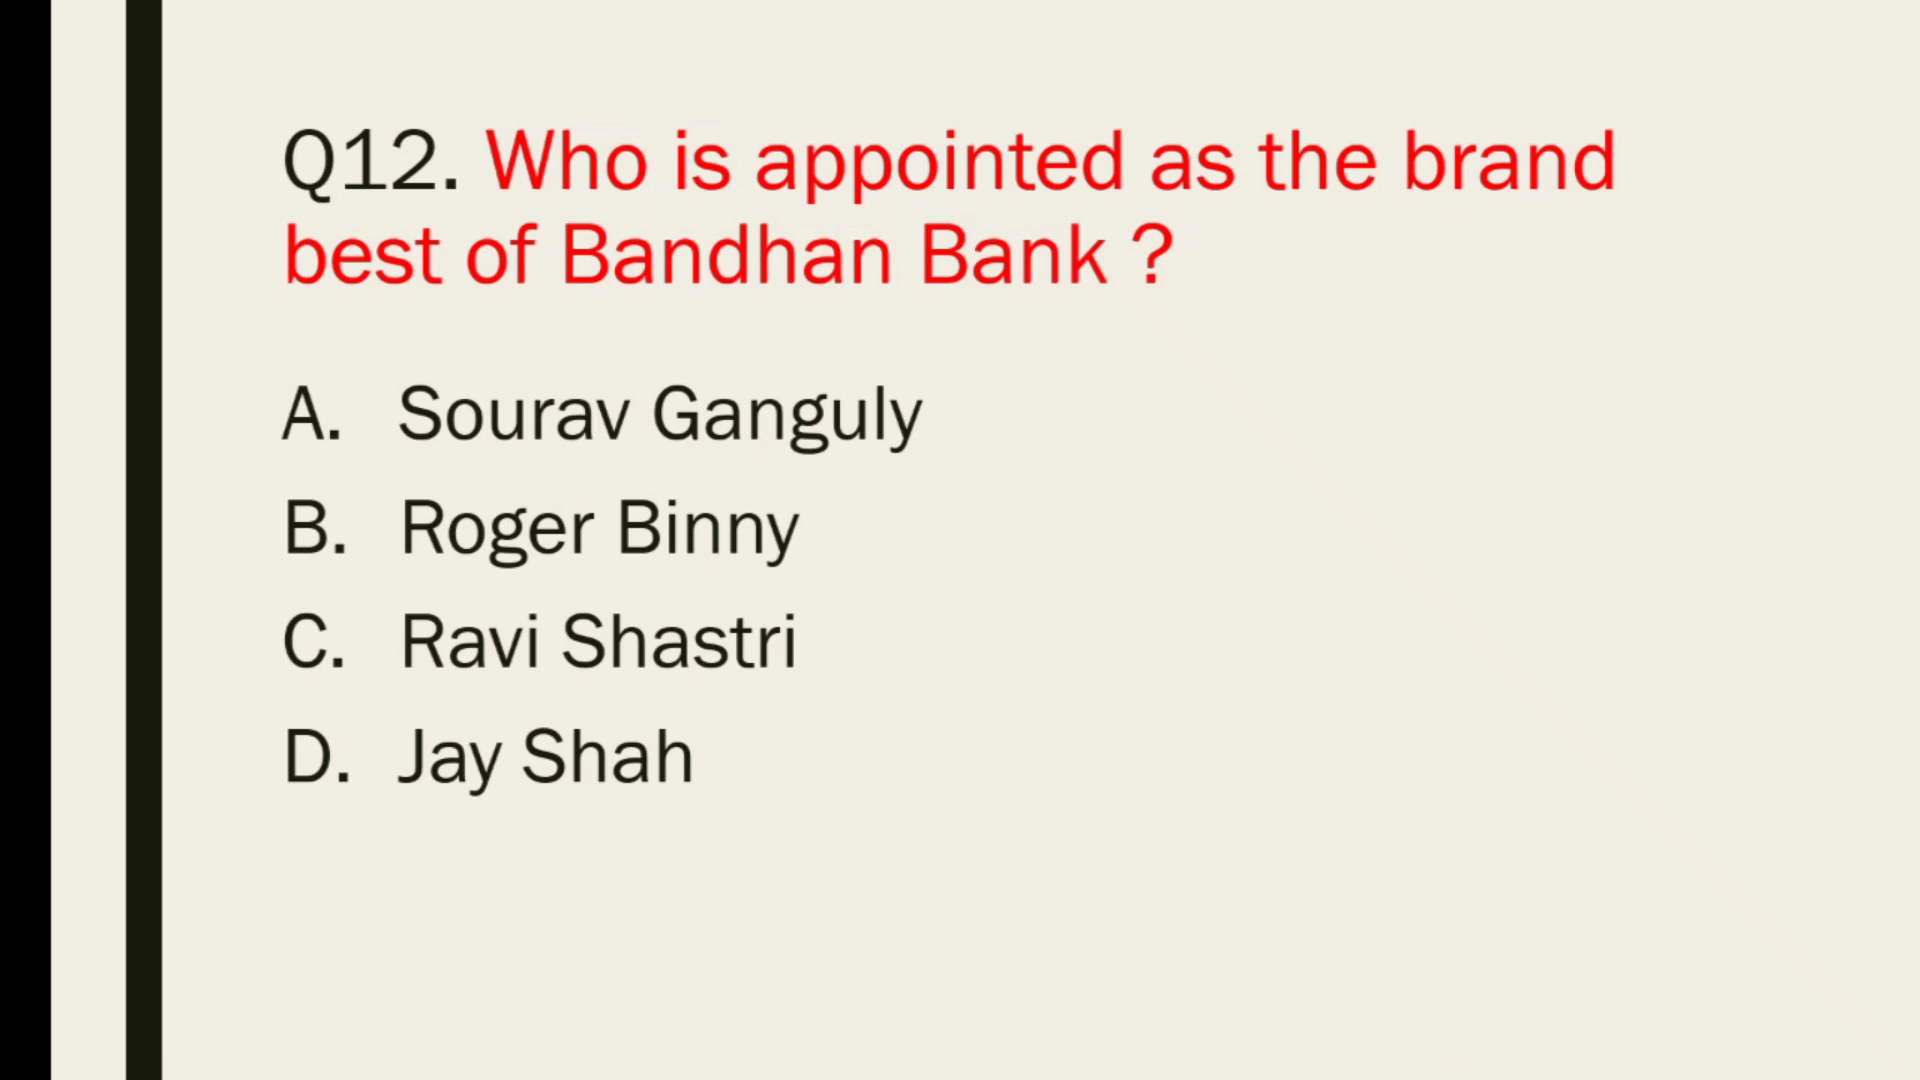 Q12. Who is appointed as the brand
best of Bandhan Bank ?
A. Sourav Ganguly
B. Roger Binny
C. Ravi Shastri
D. Jay Shah